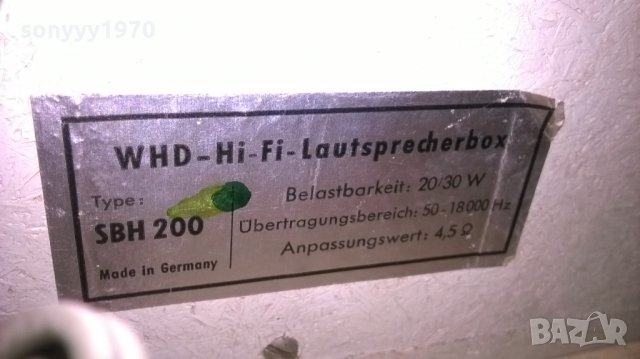 sonyyy1970
WHD-Hi-Fi-Lautsprecherbox
Type:
SBH 200
Made in Germany
Belastbarkeit: 20/30 W
Übertragungsbereich: 50-18000 Hz
Anpassungswert: 4,5 Ω
BAZAR